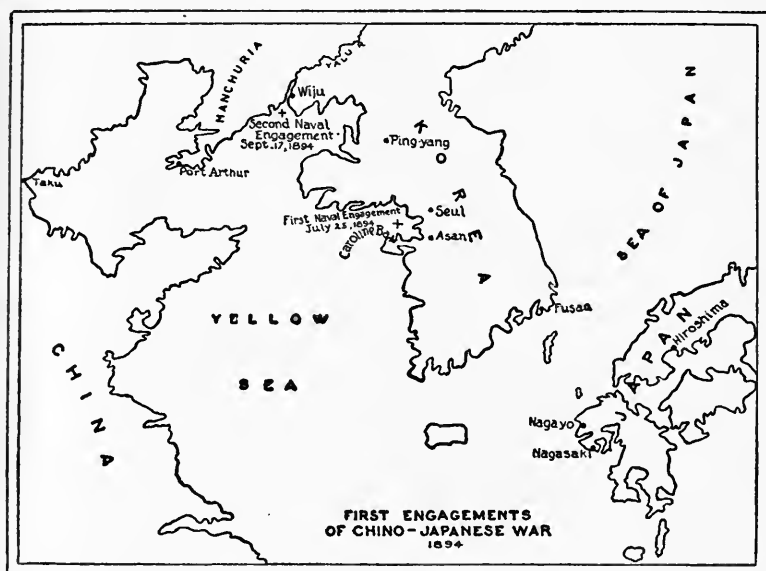 MANCHURIA
YALU R
Wiju
Second Naval
Engagement
Sept. 17, 1894
Ping-yang
KOREA
SEA OF JAPAN
Taku
Port Arthur
First Naval Engagement
July 25, 1894
Caroline B.
Seul
Asan
Fusan
YELLOW
SEA
CHINA
JAPAN
Hiroshima
Nagayo
Nagasaki
FIRST ENGAGEMENTS
OF CHINO-JAPANESE WAR
1894